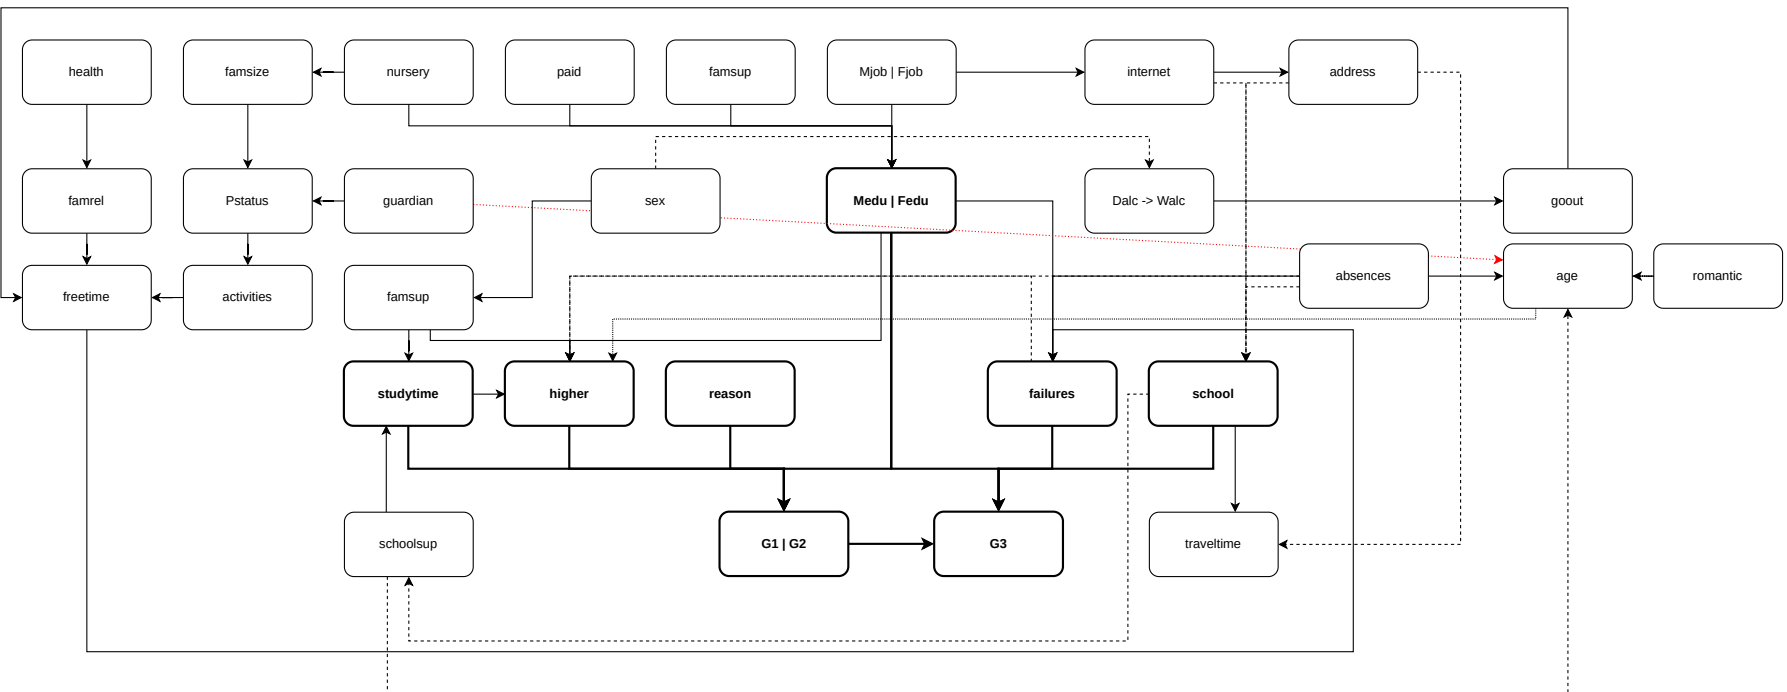 health
famsize
nursery
paid
famsup
Mjob | Fjob
internet
address
famrel
Pstatus
guardian
sex
Medu | Fedu
Dalc -> Walc
goout
freetime
activities
famsup
absences
age
romantic
studytime
higher
reason
failures
school
schoolsup
G1 | G2
G3
traveltime